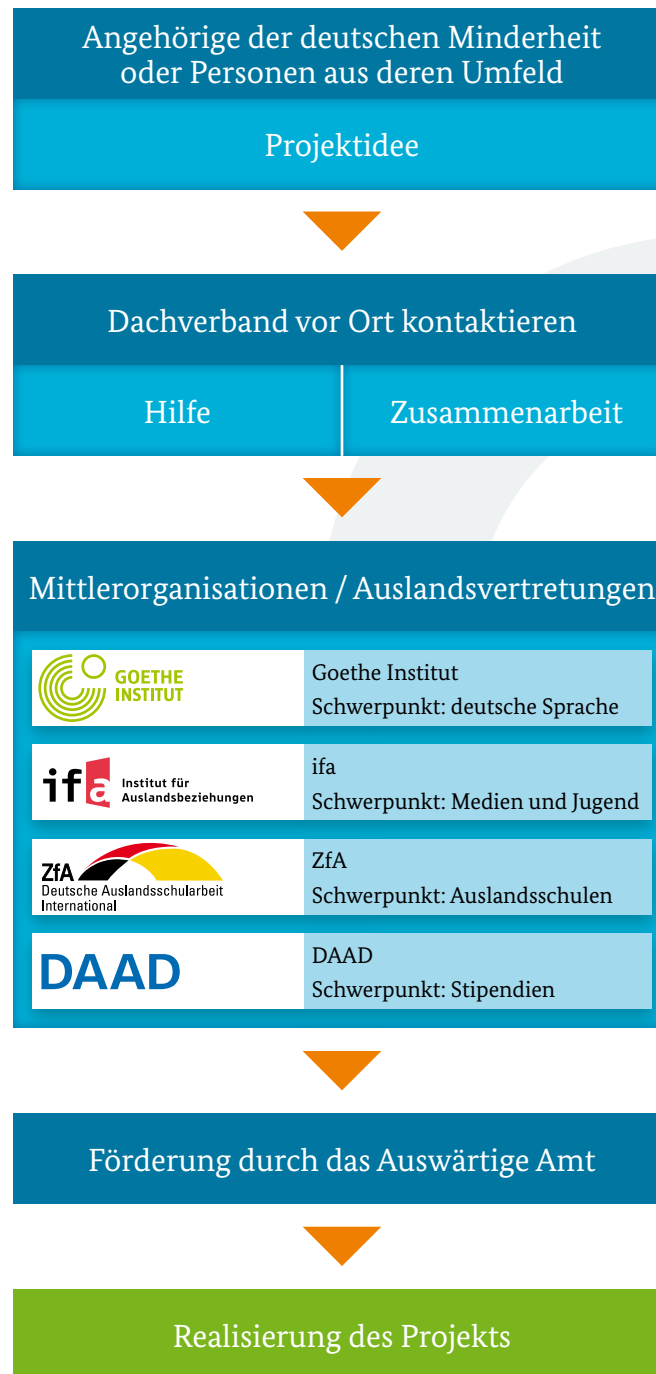 Angehörige der deutschen Minderheit
oder Personen aus deren Umfeld
Projektidee
Dachverband vor Ort kontaktieren
Hilfe
Zusammenarbeit
Mittlerorganisationen / Auslandsvertretungen
GOETHE
INSTITUT
Goethe Institut
Schwerpunkt: deutsche Sprache
ifa
Institut für
Auslandsbeziehungen
ifa
Schwerpunkt: Medien und Jugend
ZfA
Deutsche Auslandsschularbeit
International
ZfA
Schwerpunkt: Auslandsschulen
DAAD
DAAD
Schwerpunkt: Stipendien
Förderung durch das Auswärtige Amt
Realisierung des Projekts